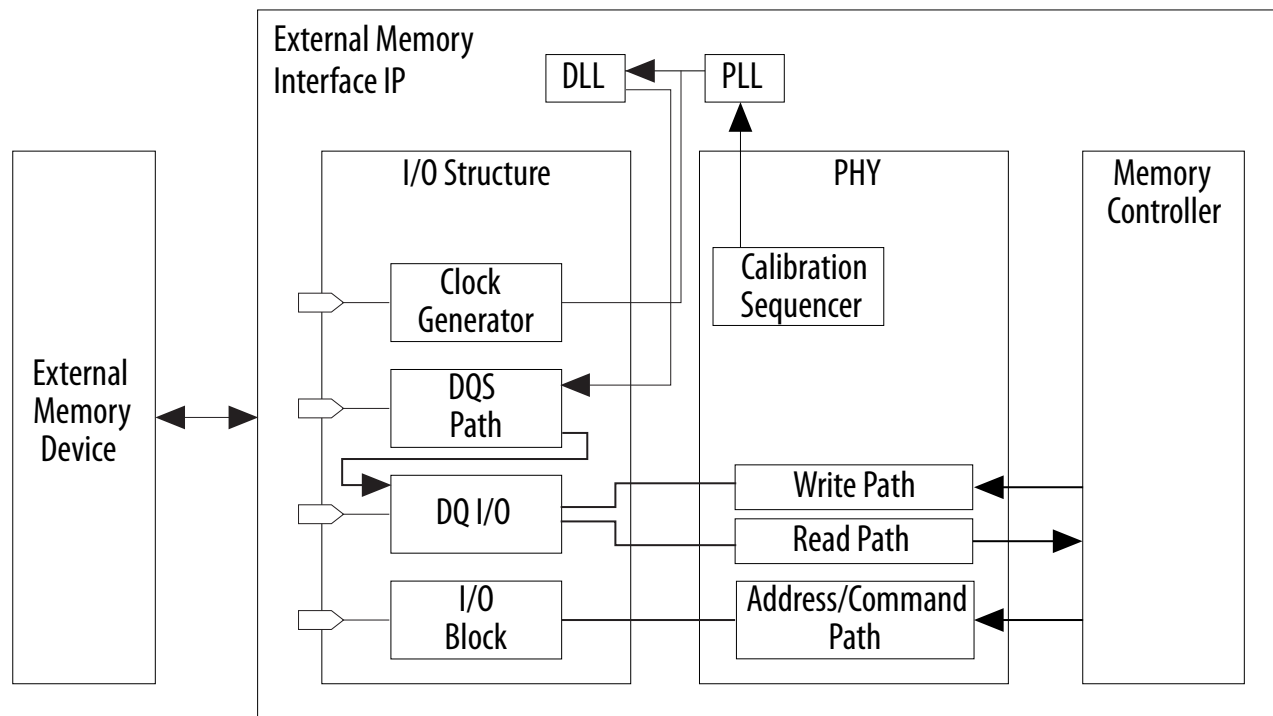 External Memory
Interface IP
DLL
PLL
I/O Structure
PHY
Memory
Controller
Clock
Generator
Calibration
Sequencer
External
Memory
Device
DQS
Path
DQ I/O
Write Path
Read Path
I/O
Block
Address/Command
Path